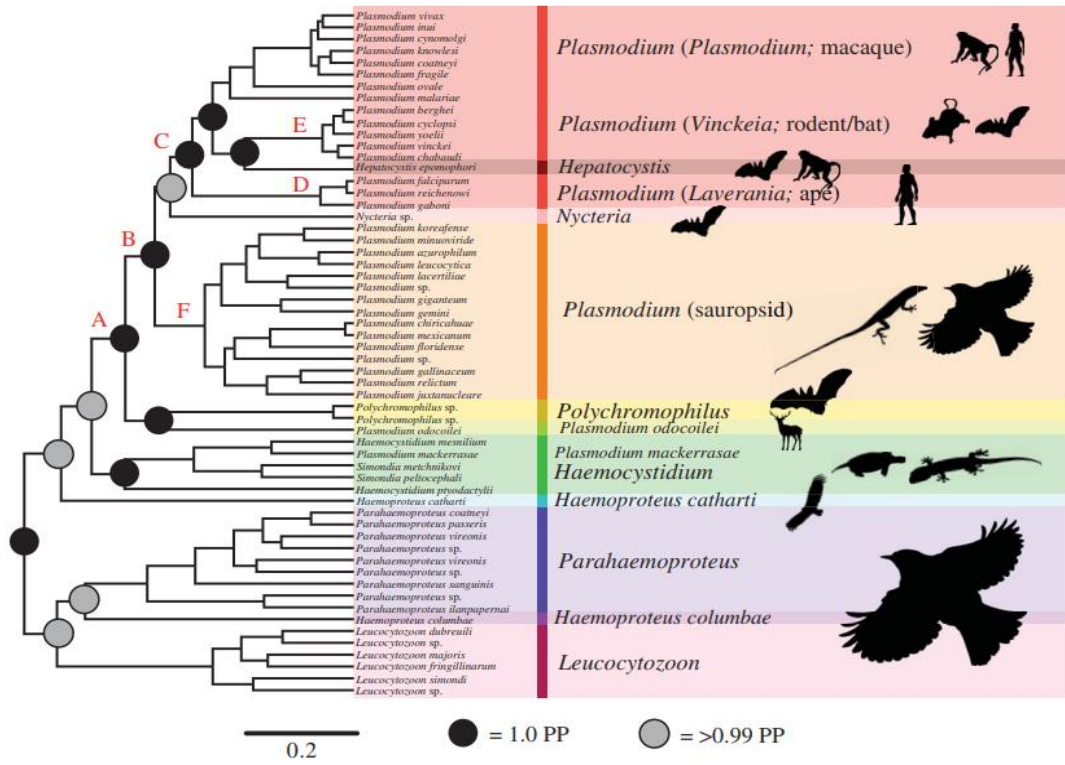 Plasmodium vivax
Plasmodium inui
Plasmodium cynomolgi
Plasmodium knowlesi
Plasmodium coatneyi
Plasmodium fragile
Plasmodium ovale
Plasmodium malariae
Plasmodium berghei
Plasmodium cyclopsi
Plasmodium yoelii
Plasmodium vinckei
Plasmodium chabaudi
Hepatocystis epomophori
Plasmodium falciparum
Plasmodium reichenowi
Plasmodium gaboni
Nycteria sp.
Plasmodium koreafense
Plasmodium minuoviride
Plasmodium azurophilum
Plasmodium leucocytica
Plasmodium lacertiliae
Plasmodium sp.
Plasmodium giganteum
Plasmodium gemini
Plasmodium chiricahuae
Plasmodium mexicanum
Plasmodium floridense
Plasmodium sp.
Plasmodium gallinaceum
Plasmodium relictum
Plasmodium juxtanucleare
Polychromophilus sp.
Polychromophilus sp.
Plasmodium odocoilei
Haemocystidium mesnilium
Plasmodium mackerrasae
Simondia metchnikovi
Simondia peltocephali
Haemocystidium ptyodactylii
Haemoproteus catharti
Parahaemoproteus coatneyi
Parahaemoproteus passeris
Parahaemoproteus vireonis
Parahaemoproteus sp.
Parahaemoproteus vireonis
Parahaemoproteus sp.
Parahaemoproteus sanguinis
Parahaemoproteus sp.
Parahaemoproteus ilanpapernai
Haemoproteus columbae
Leucocytozoon dubreuili
Leucocytozoon sp.
Leucocytozoon majoris
Leucocytozoon fringillinarum
Leucocytozoon simondi
Leucocytozoon sp.
E
C
D
B
F
A
Plasmodium (Plasmodium; macaque)
Plasmodium (Vinckeia; rodent/bat)
Hepatocystis
Plasmodium (Laverania; ape)
Nycteria
Plasmodium (sauropsid)
Polychromophilus
Plasmodium odocoilei
Plasmodium mackerrasae
Haemocystidium
Haemoproteus catharti
Parahaemoproteus
Haemoproteus columbae
Leucocytozoon
0.2
= 1.0 PP
= >0.99 PP